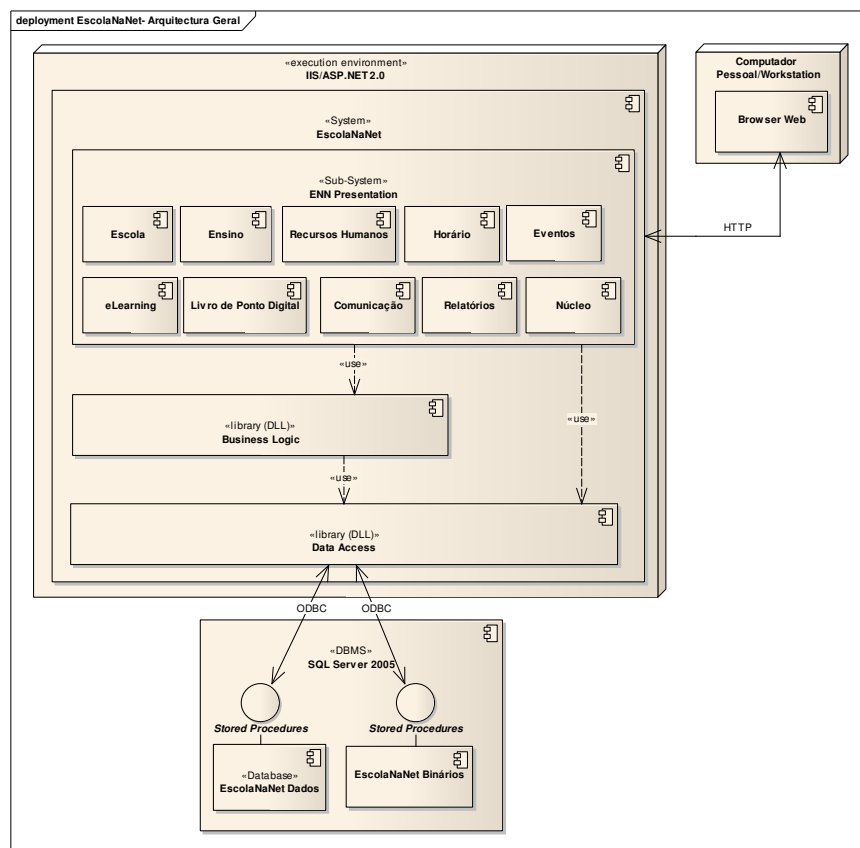 deployment EscolaNaNet- Arquitectura Geral
«execution environment»
IIS/ASP.NET 2.0
Computador
Pessoal/Workstation
Browser Web
«System»
EscolaNaNet
«Sub-System»
ENN Presentation
Escola
Ensino
Recursos Humanos
Horário
Eventos
HTTP
eLearning
Livro de Ponto Digital
Comunicação
Relatórios
Núcleo
«use»
«use»
«library (DLL)»
Business Logic
«use»
«library (DLL)»
Data Access
ODBC
ODBC
«DBMS»
SQL Server 2005
Stored Procedures
Stored Procedures
«Database»
EscolaNaNet Dados
EscolaNaNet Binários